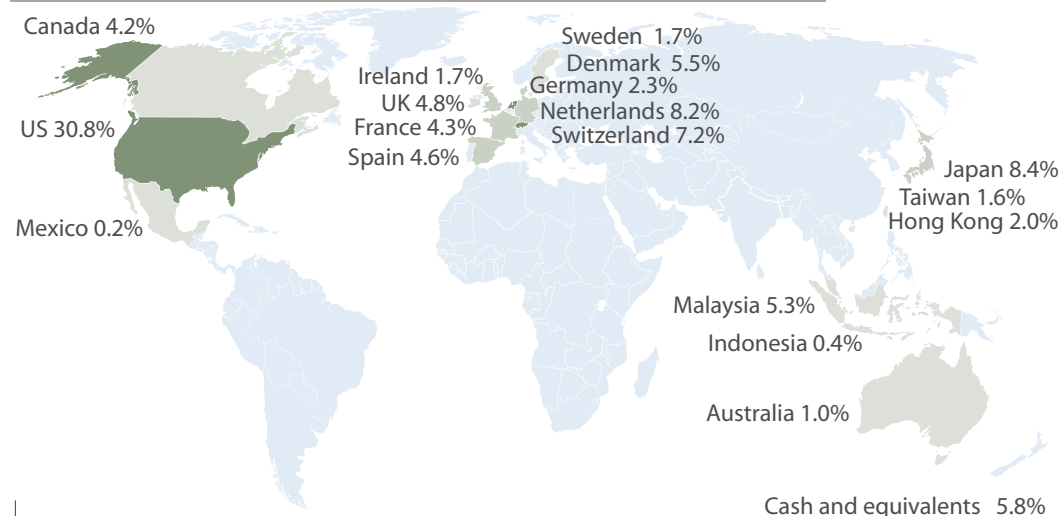 Canada 4.2%
US 30.8%
Mexico 0.2%
Ireland 1.7%
UK 4.8%
France 4.3%
Spain 4.6%
Sweden 1.7%
Denmark 5.5%
Germany 2.3%
Netherlands 8.2%
Switzerland 7.2%
Japan 8.4%
Taiwan 1.6%
Hong Kong 2.0%
Malaysia 5.3%
Indonesia 0.4%
Australia 1.0%
Cash and equivalents 5.8%